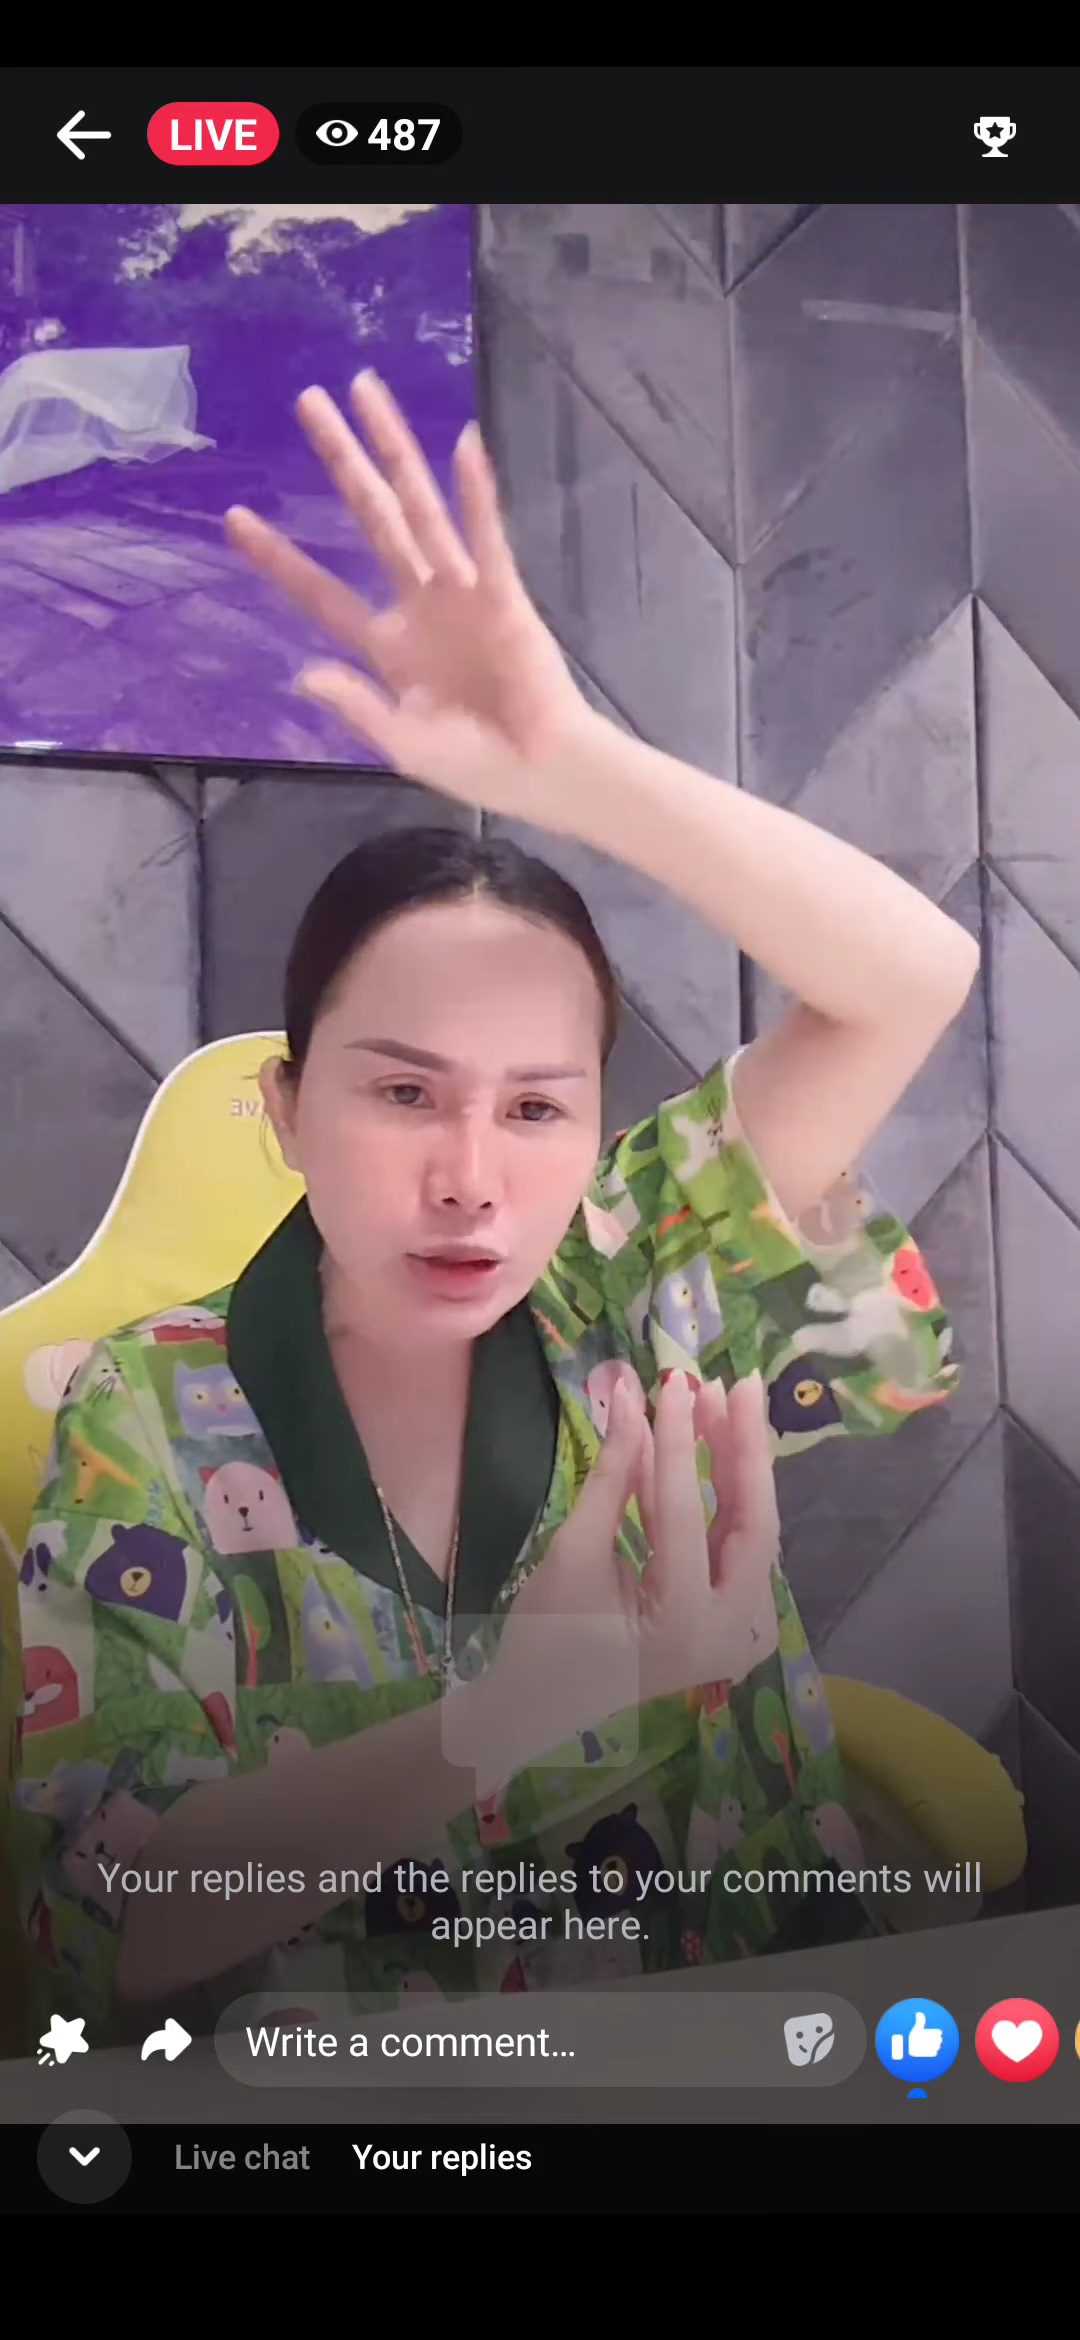 LIVE
487
Your replies and the replies to your comments will
appear here.
Write a comment...
Live chat
Your replies